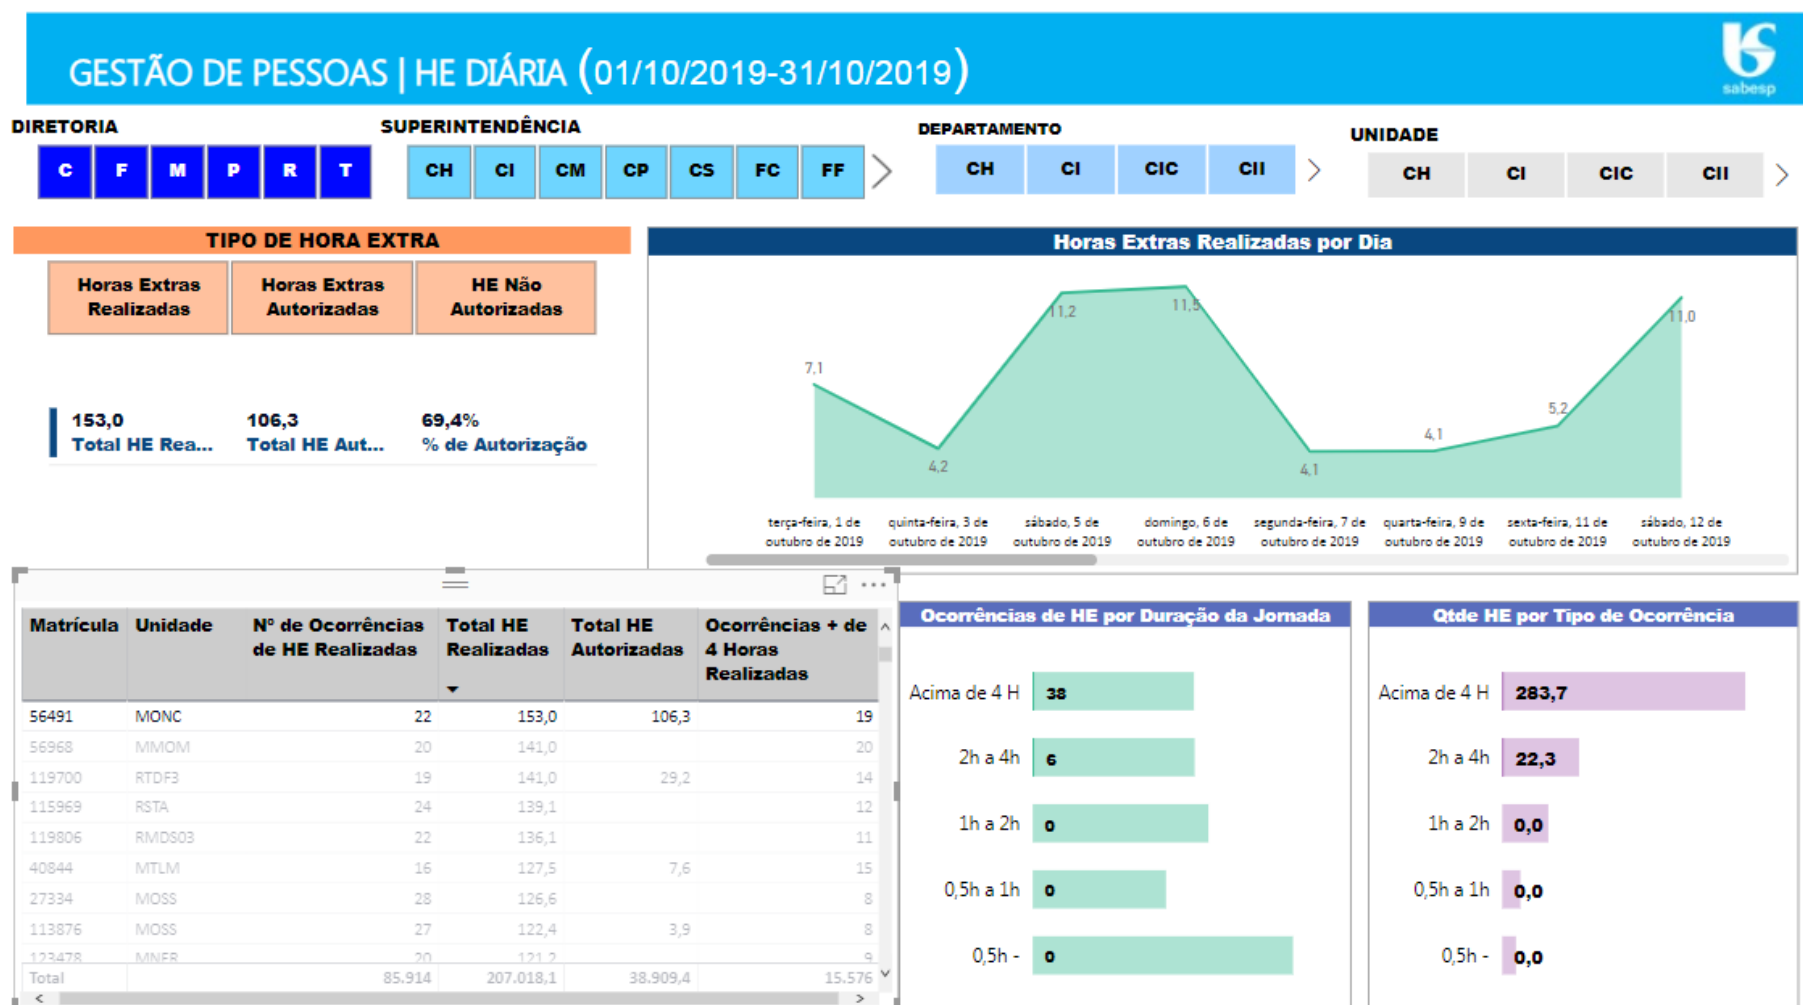 GESTÃO DE PESSOAS | HE DIÁRIA (01/10/2019-31/10/2019)
sabesp
DIRETORIA
C F M P R T
SUPERINTENDÊNCIA
CH CI CM CP CS FC FF
DEPARTAMENTO
CH CI CIC CII
UNIDADE
CH CI CIC CII
TIPO DE HORA EXTRA
Horas Extras Realizadas
Horas Extras Autorizadas
HE Não Autorizadas
153,0 106,3 69,4%
Total HE Rea... Total HE Aut... % de Autorização
Horas Extras Realizadas por Dia
7,1 4,2 11,2 11,5 4,1 4,1 5,2 11,0
terça-feira, 1 de outubro de 2019
quinta-feira, 3 de outubro de 2019
sábado, 5 de outubro de 2019
domingo, 6 de outubro de 2019
segunda-feira, 7 de outubro de 2019
quarta-feira, 9 de outubro de 2019
sexta-feira, 11 de outubro de 2019
sábado, 12 de outubro de 2019
Matrícula Unidade Nº de Ocorrências de HE Realizadas Total HE Realizadas Total HE Autorizadas Ocorrências + de 4 Horas Realizadas
56491 MONC 22 153,0 106,3 19
56968 MMOM 20 141,0 20
119700 RTDF3 19 141,0 29,2 14
115969 RSTA 24 139,1 12
119806 RMDS03 22 136,1 11
40844 MTLM 16 127,5 7,6 15
27334 MOSS 28 126,6 8
113876 MOSS 27 122,4 3,9 8
123478 MNER 20 121,2 9
Total 85.914 207.018,1 38.909,4 15.576
Ocorrências de HE por Duração da Jornada
Acima de 4 H 38
2h a 4h 6
1h a 2h 0
0,5h a 1h 0
0,5h - 0
Qtde HE por Tipo de Ocorrência
Acima de 4 H 283,7
2h a 4h 22,3
1h a 2h 0,0
0,5h a 1h 0,0
0,5h - 0,0